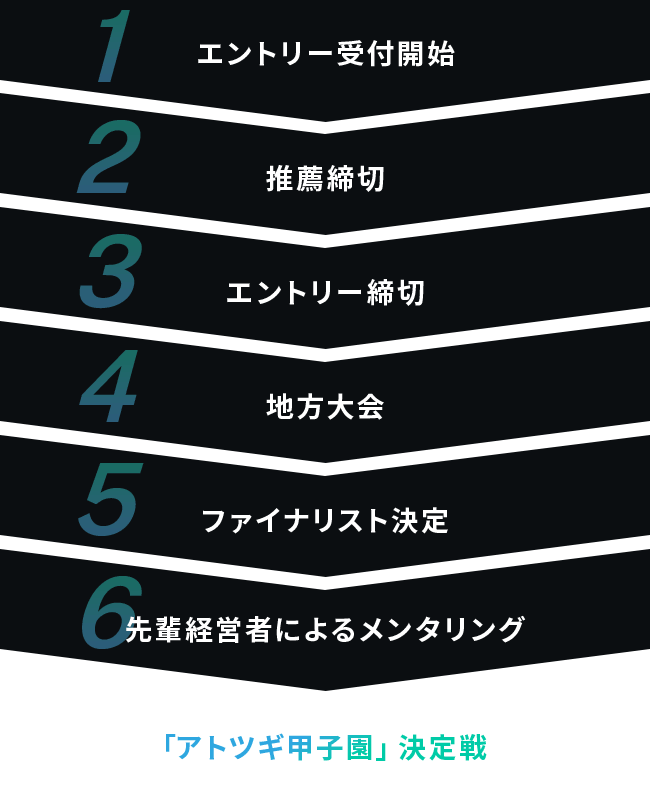 1
エントリー受付開始
2
推薦締切
3
エントリー締切
4
地方大会
5
ファイナリスト決定
6
先輩経営者によるメンタリング
「アトツギ甲子園」決定戦